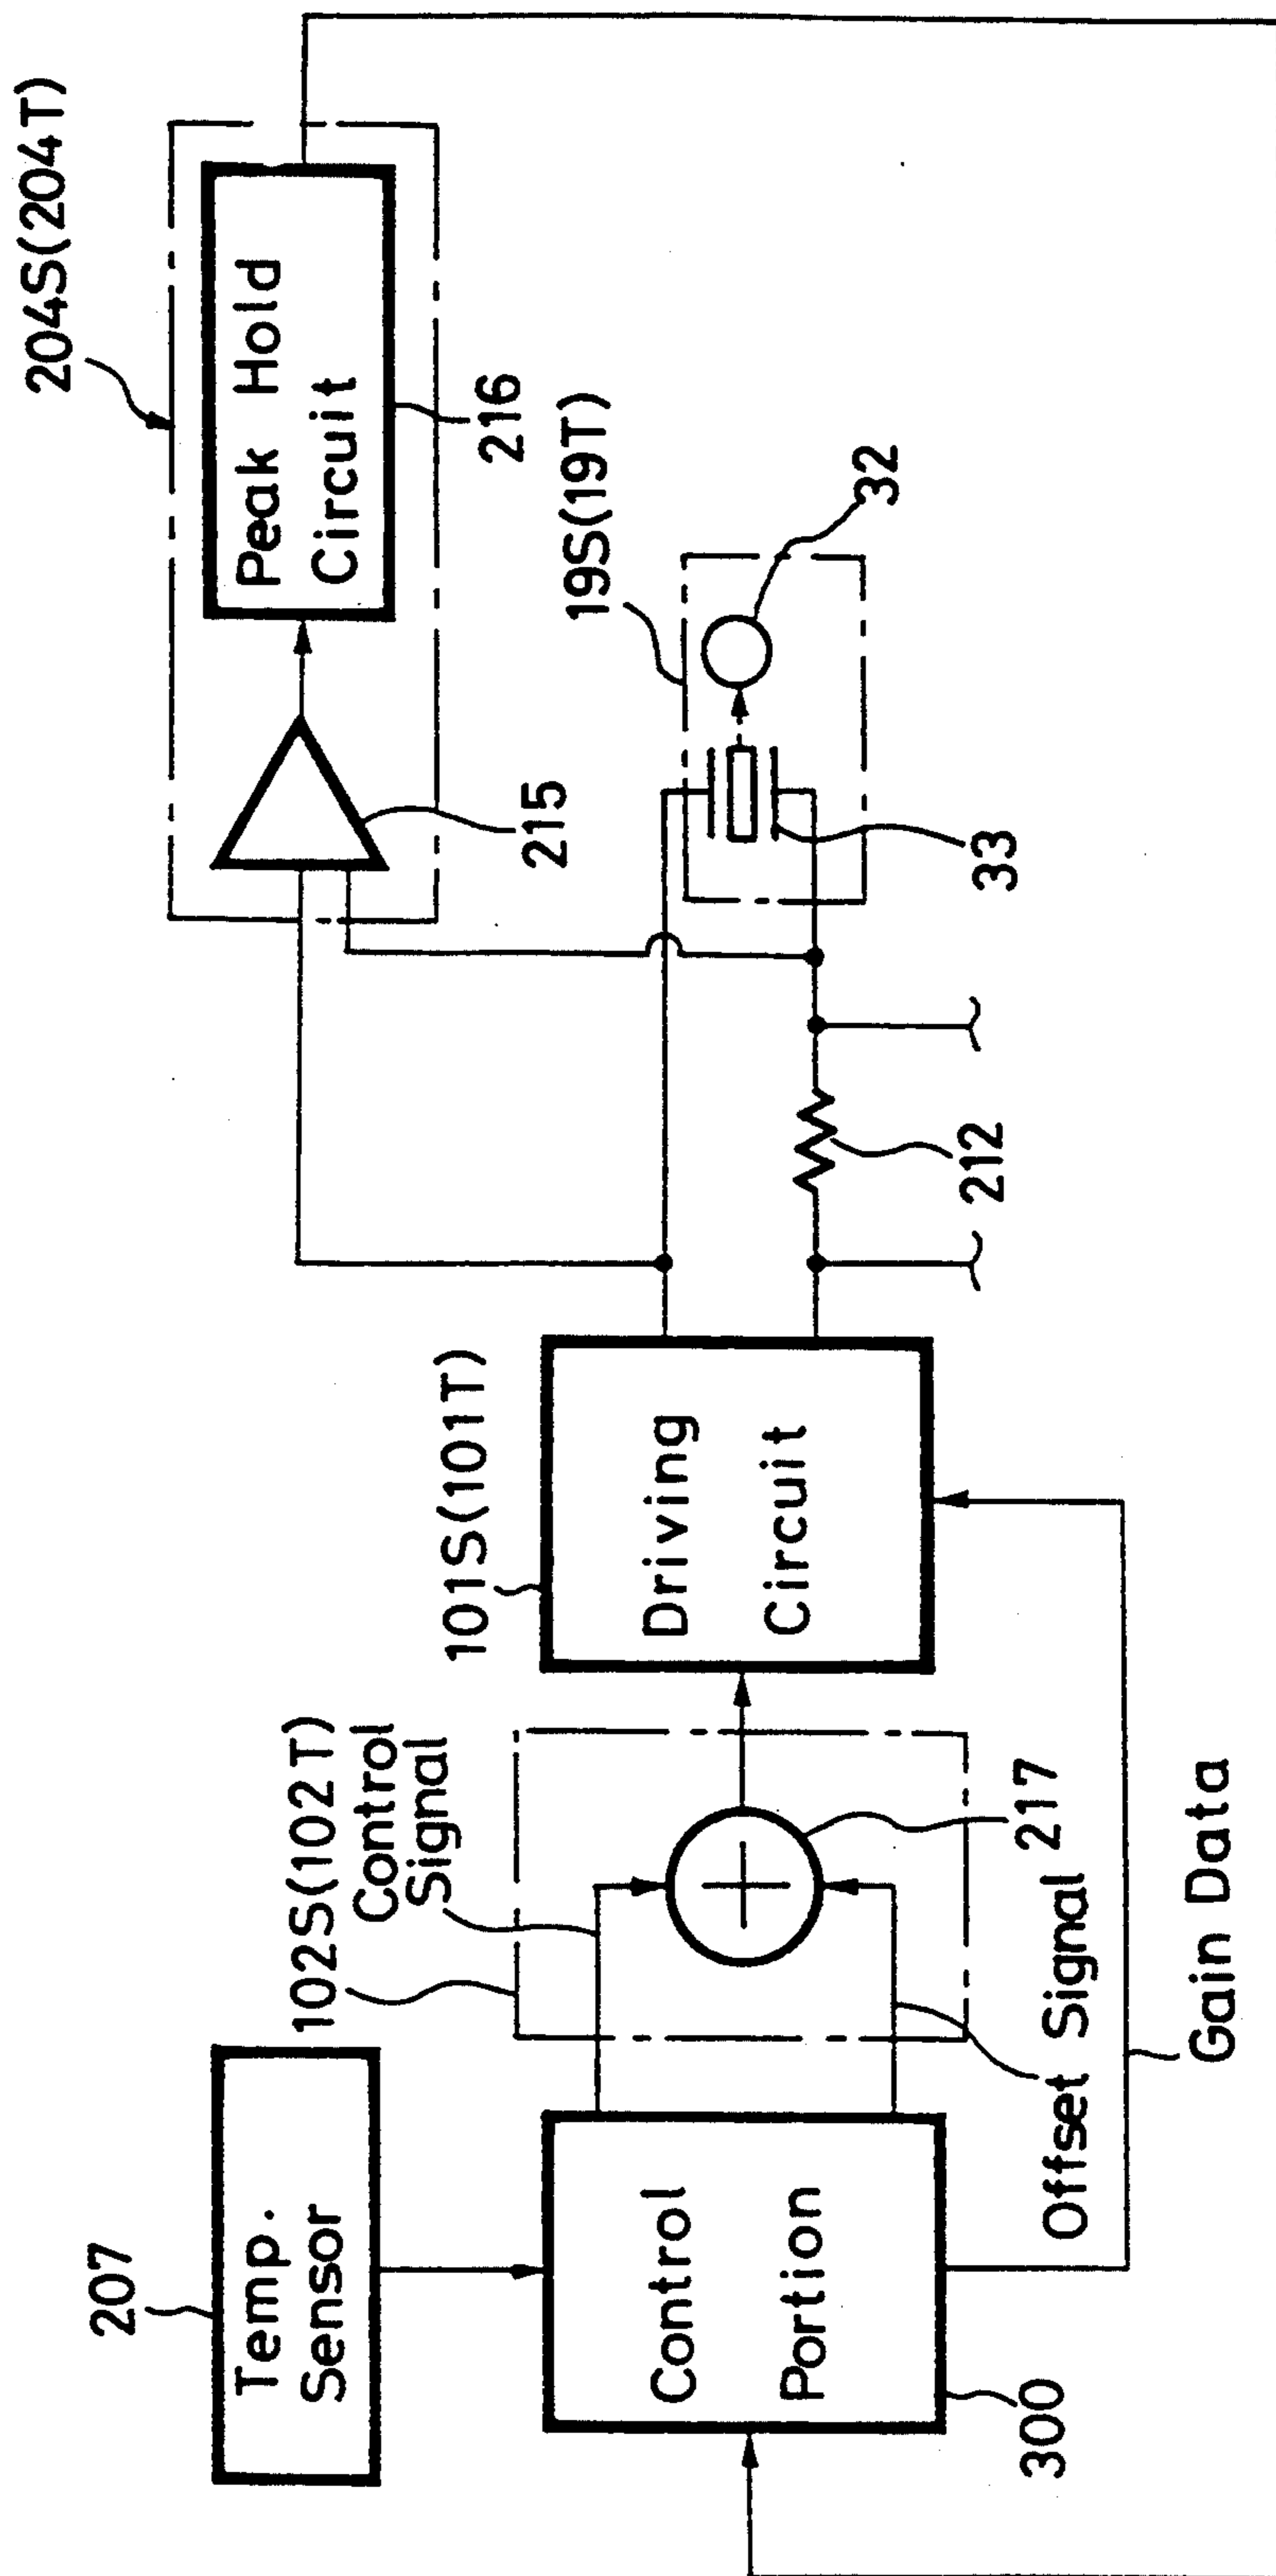 204S(204T)
Peak Hold
Circuit
216
215
19S(19T)
32
33
212
101S(101T)
Driving
Circuit
102S(102T)
Control
Signal
217
Offset Signal
Gain Data
207
Temp.
Sensor
Control
Portion
300